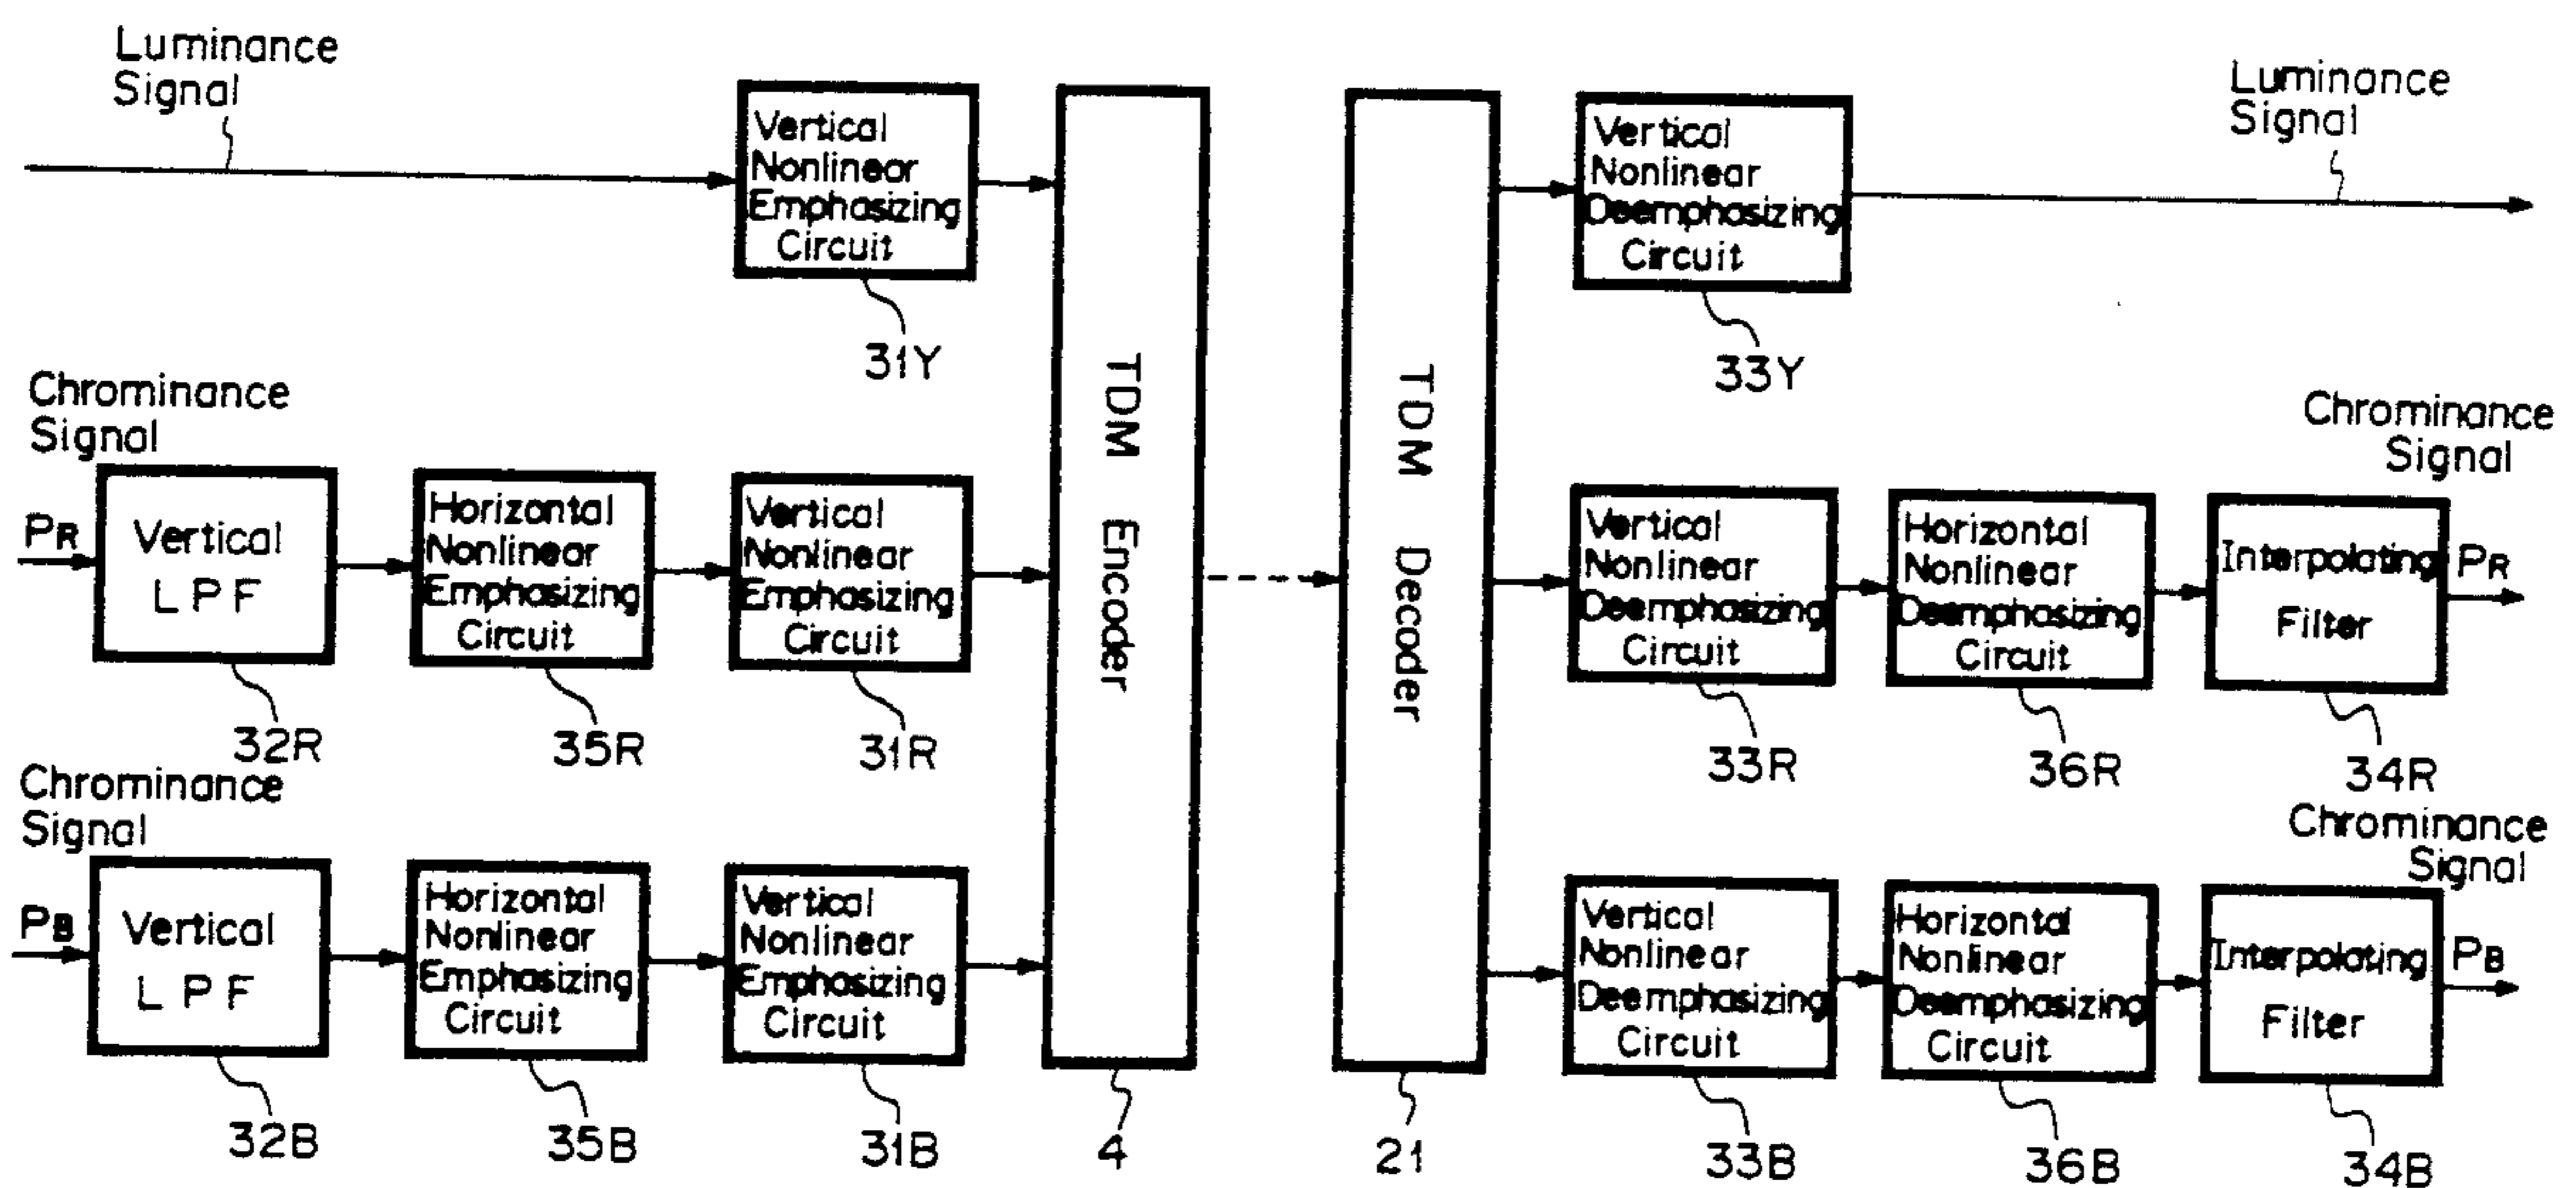 Luminance
Signal
Vertical
Nonlinear
Emphasizing
Circuit
31Y
TDM Encoder
4
TDM Decoder
21
Vertical
Nonlinear
Deemphasizing
Circuit
33Y
Luminance
Signal
Chrominance
Signal
PR
Vertical
LPF
32R
Horizontal
Nonlinear
Emphasizing
Circuit
35R
Vertical
Nonlinear
Emphasizing
Circuit
31R
Vertical
Nonlinear
Deemphasizing
Circuit
33R
Horizontal
Nonlinear
Deemphasizing
Circuit
36R
Interpolating
Filter
34R
Chrominance
Signal
PR
Chrominance
Signal
PB
Vertical
LPF
32B
Horizontal
Nonlinear
Emphasizing
Circuit
35B
Vertical
Nonlinear
Emphasizing
Circuit
31B
Vertical
Nonlinear
Deemphasizing
Circuit
33B
Horizontal
Nonlinear
Deemphasizing
Circuit
36B
Interpolating
Filter
34B
Chrominance
Signal
PB